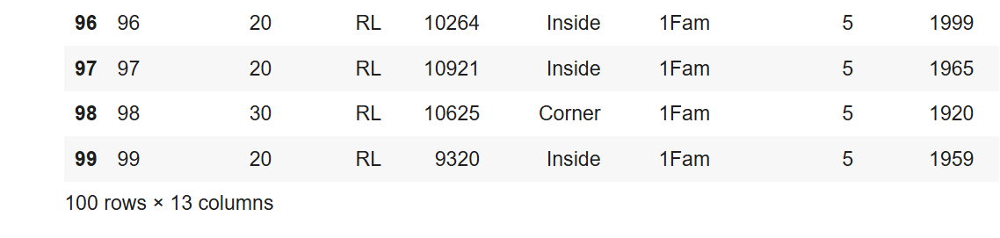 96 96 20 RL 10264 Inside 1Fam 5 1999
97 97 20 RL 10921 Inside 1Fam 5 1965
98 98 30 RL 10625 Corner 1Fam 5 1920
99 99 20 RL 9320 Inside 1Fam 5 1959
100 rows × 13 columns